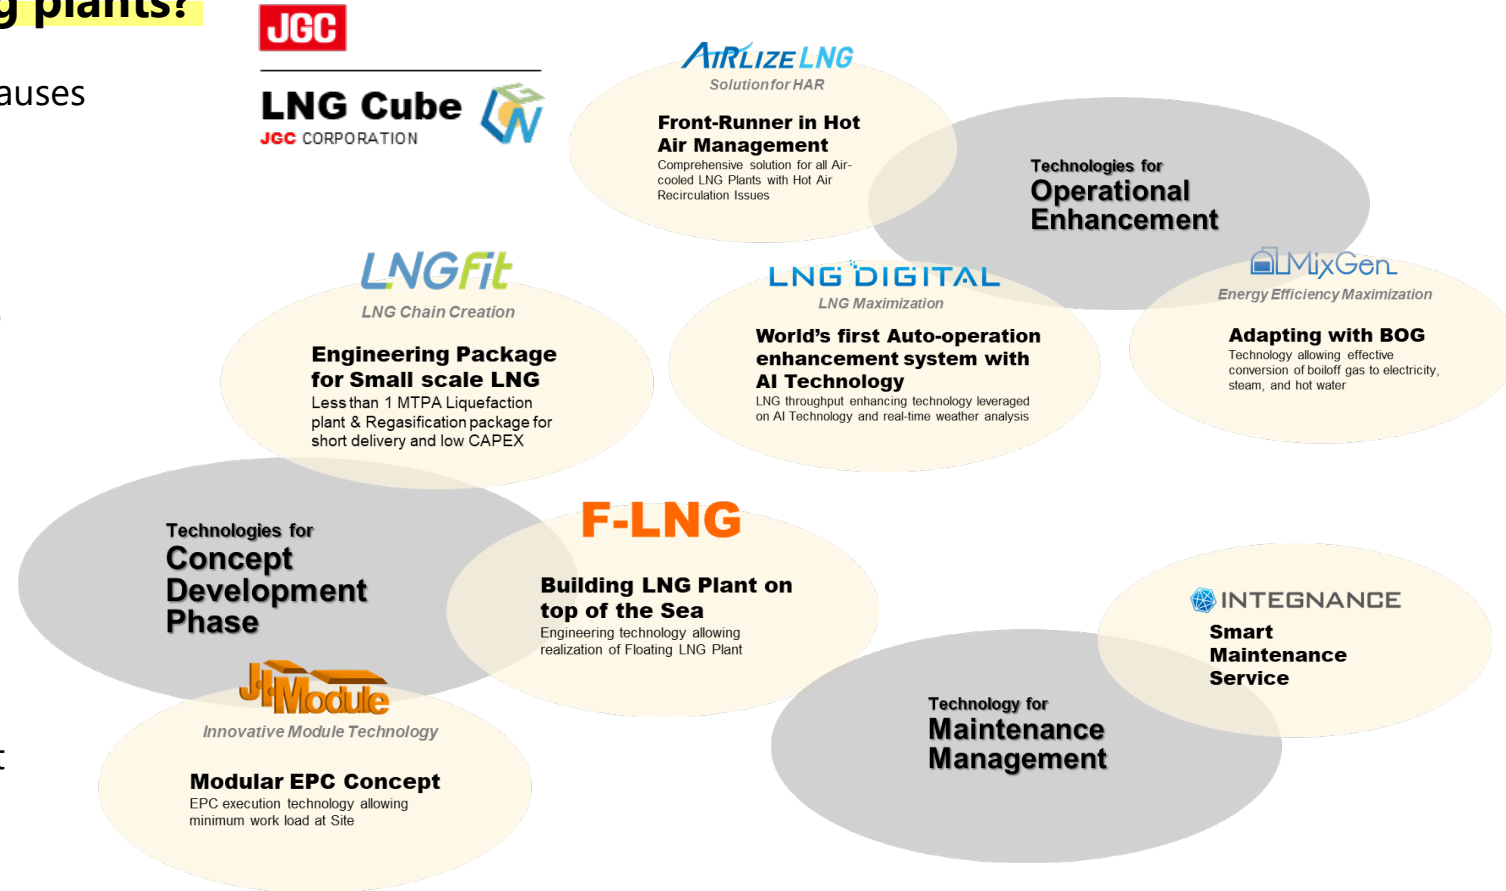 g plants?
auses
t
JGC
LNG Cube
JGC CORPORATION
AIRLIZE LNG
Solution for HAR
Front-Runner in Hot
Air Management
Comprehensive solution for all Air-
cooled LNG Plants with Hot Air
Recirculation Issues
Technologies for
Operational
Enhancement
LNGFit
LNG Chain Creation
Engineering Package
for Small scale LNG
Less than 1 MTPA Liquefaction
plant & Regasification package for
short delivery and low CAPEX
LNG DIGITAL
LNG Maximization
World's first Auto-operation
enhancement system with
AI Technology
LNG throughput enhancing technology leveraged
on AI Technology and real-time weather analysis
MixGen
Energy Efficiency Maximization
Adapting with BOG
Technology allowing effective
conversion of boiloff gas to electricity,
steam, and hot water
Technologies for
Concept
Development
Phase
F-LNG
Building LNG Plant on
top of the Sea
Engineering technology allowing
realization of Floating LNG Plant
INTEGNANCE
Smart
Maintenance
Service
J-Module
Innovative Module Technology
Modular EPC Concept
EPC execution technology allowing
minimum work load at Site
Technology for
Maintenance
Management